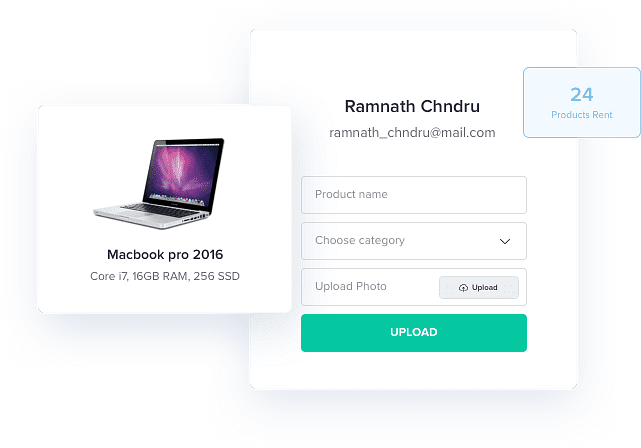 Ramnath Chndru
ramnath_chndru@mail.com
24
Products Rent
Product name
Choose category
Upload Photo
Upload
UPLOAD
Macbook pro 2016
Core i7, 16GB RAM, 256 SSD